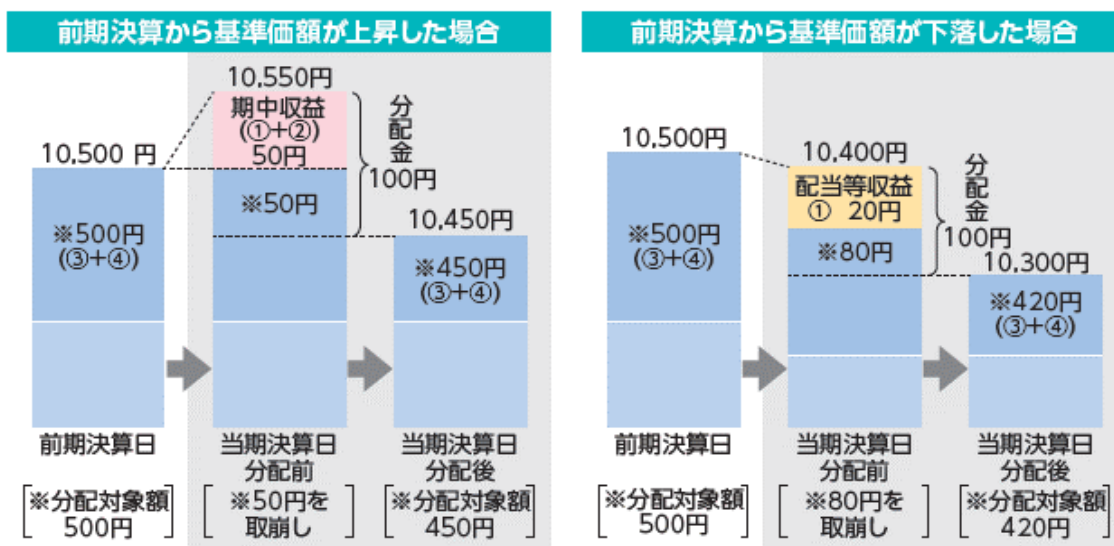 前期決算から基準価額が上昇した場合
10,550円
期中収益
(①+②)
50円
分配金
100円
10,500 円
※500円
(③+④)
※50円
10,450円
※450円
(③+④)
前期決算日
当期決算日
分配前
当期決算日
分配後
※分配対象額
500円
※50円を
取崩し
※分配対象額
450円
前期決算から基準価額が下落した場合
10,500円
※500円
(③+④)
10,400円
配当等収益
① 20円
※80円
分配金
100円
10,300円
※420円
(③+④)
前期決算日
当期決算日
分配前
当期決算日
分配後
※分配対象額
500円
※80円を
取崩し
※分配対象額
420円